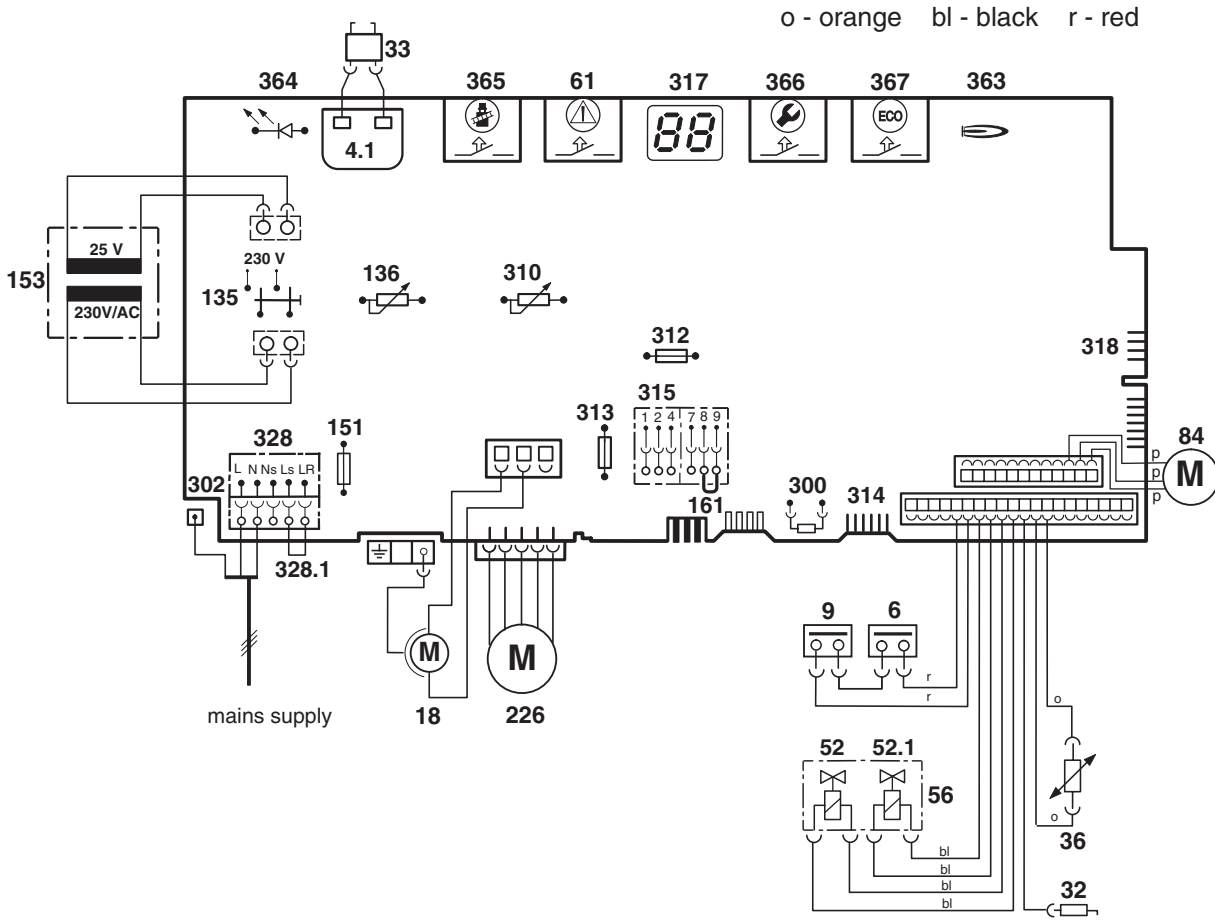 o - orange bl - black r - red
33
364
365
61
317
366
367
363
4.1
88
ECO
153
25 V
230V/AC
230 V
135
136
310
312
318
315
1 2 4 7 8 9
313
151
328
L N Ns Ls LR
302
328.1
161
300
314
84
M
p
p
p
mains supply
M
18
M
226
9
6
r
r
o
o
36
52
52.1
56
bl
bl
bl
bl
32